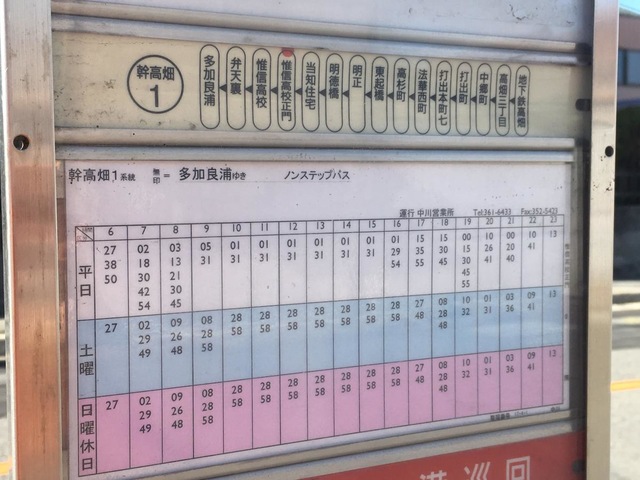 幹高畑
1
多加良浦
弁天裏
惟信高校
惟信高校正門
当知住宅
明徳橋
明正
東起橋
高杉町
法華西町
打出本町七
打出町
中郷町
高畑三丁目
地下鉄高畑
幹高畑1系統 無印 = 多加良浦ゆき ノンステップバス
運行 中川営業所 Tel:361-6433 Fax:352-5423
6 7 8 9 10 11 12 13 14 15 16 17 18 19 20 21 22 23
平日
27 02 03 05 01 01 01 01 01 01 01 15 15 00 10 01 10 13
38 18 13 31 31 31 31 31 31 31 29 35 30 15 26 20 41
50 30 21 54 55 45 30 41 40
42 30 45
54 45 55
土曜
27 02 09 08 28 28 28 28 28 28 28 27 08 10 01 03 09 13
29 26 28 58 58 58 58 58 58 58 48 28 32 31 36 41
49 48 58 48
日曜休日
27 02 09 08 28 28 28 28 28 28 28 27 08 10 01 03 09 13
29 26 28 58 58 58 58 58 58 58 48 28 32 31 36 41
49 48 58 48
巡回